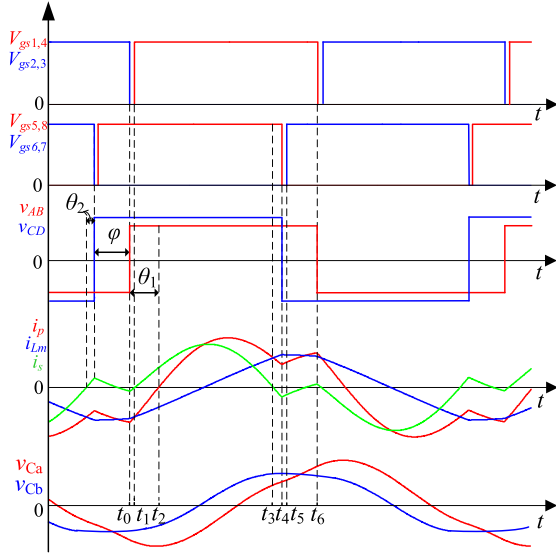 Vgs1,4
Vgs2,3
0
t
Vgs5,8
Vgs6,7
0
t
θ2
vAB
vCD
φ
0
θ1
t
ip
iLm
is
0
t
vCa
vCb
0
t0 t1 t2 t3 t4 t5 t6
t